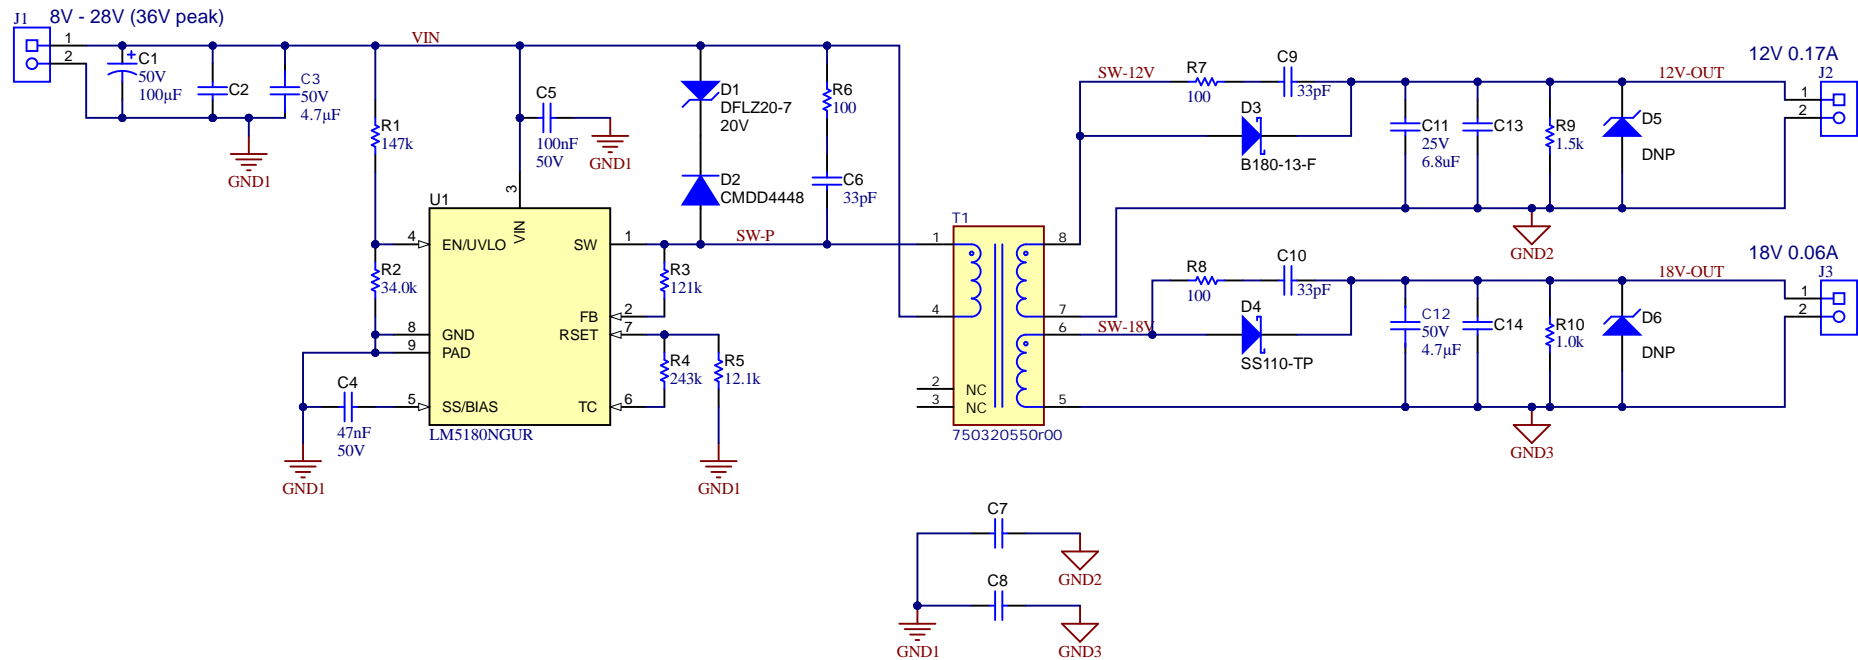 J1
8V - 28V (36V peak)
1
2
C1
50V
100µF
C2
C3
50V
4.7µF
GND1
VIN
R1
147k
R2
34.0k
C5
100nF
50V
GND1
D1
DFLZ20-7
20V
D2
CMDD4448
R6
100
C6
33pF
U1
3
VIN
4
EN/UVLO
SW
1
SW-P
R3
121k
FB
2
8
GND
RSET
7
9
PAD
R4
243k
R5
12.1k
C4
47nF
50V
5
SS/BIAS
TC
6
LM5180NGUR
GND1
GND1
T1
1
8
4
7
6
2
NC
3
NC
5
750320550r00
SW-12V
R7
100
C9
33pF
D3
B180-13-F
C11
25V
6.8uF
C13
R9
1.5k
D5
DNP
12V-OUT
12V 0.17A
J2
1
2
GND2
SW-18V
R8
100
C10
33pF
D4
SS110-TP
C12
50V
4.7µF
C14
R10
1.0k
D6
DNP
18V-OUT
18V 0.06A
J3
1
2
GND3
C7
GND2
C8
GND1
GND3